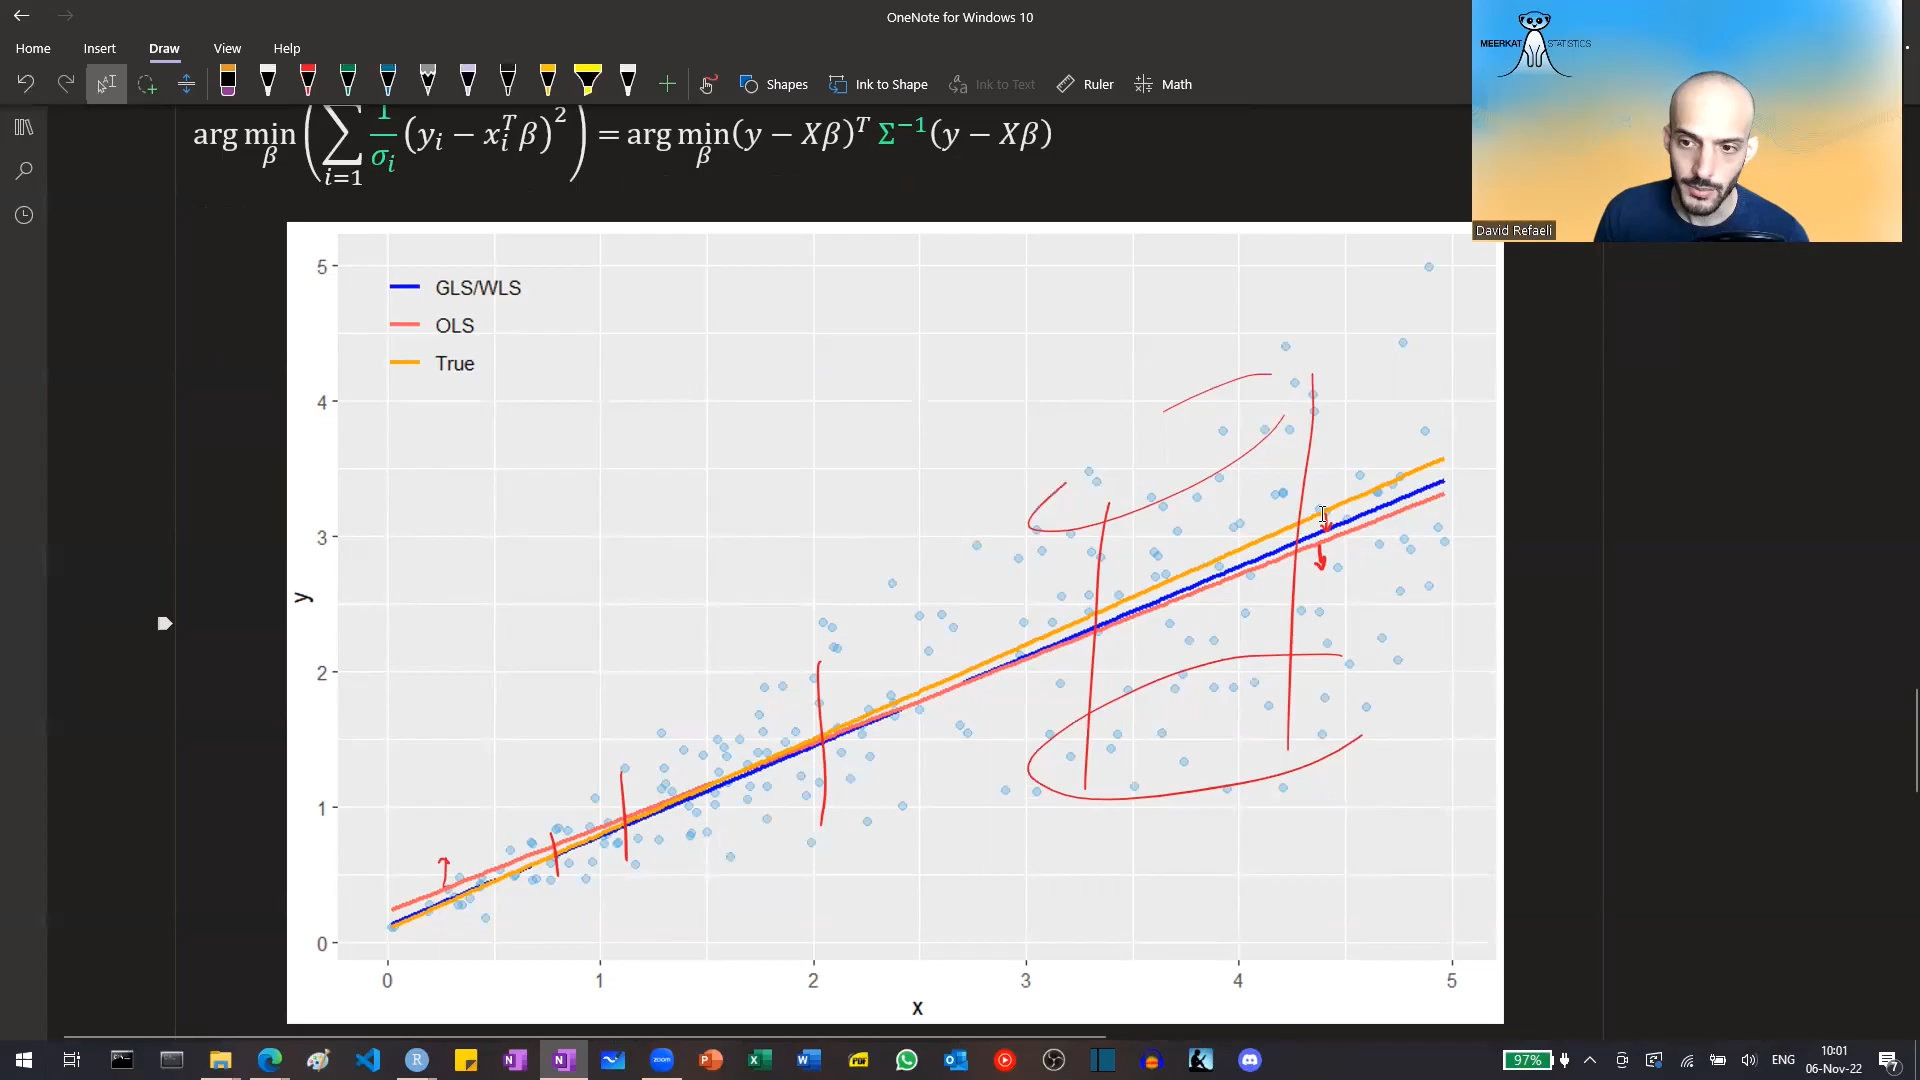 OneNote for Windows 10
Home Insert Draw View Help
Shapes Ink to Shape Ink to Text Ruler Math
MEERKAT STATISTICS
David Refaeli
arg min_β (∑_{i=1} 1/σ_i (y_i − x_i^T β)^2) = arg min_β (y − Xβ)^T Σ^{−1} (y − Xβ)
GLS/WLS
OLS
True
5
4
3
2
1
0
y
0 1 2 3 4 5
x
97% ENG 10:01
06-Nov-22